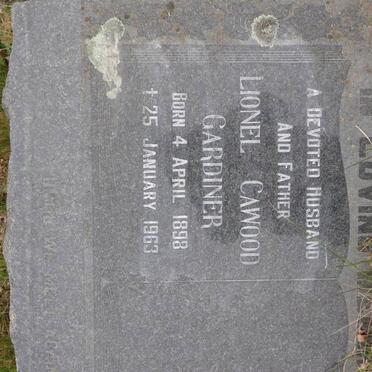 A DEVOTED HUSBAND
AND FATHER
LIONEL CAWOOD
GARDINER
BORN 4 APRIL 1898
✝ 25 JANUARY 1963